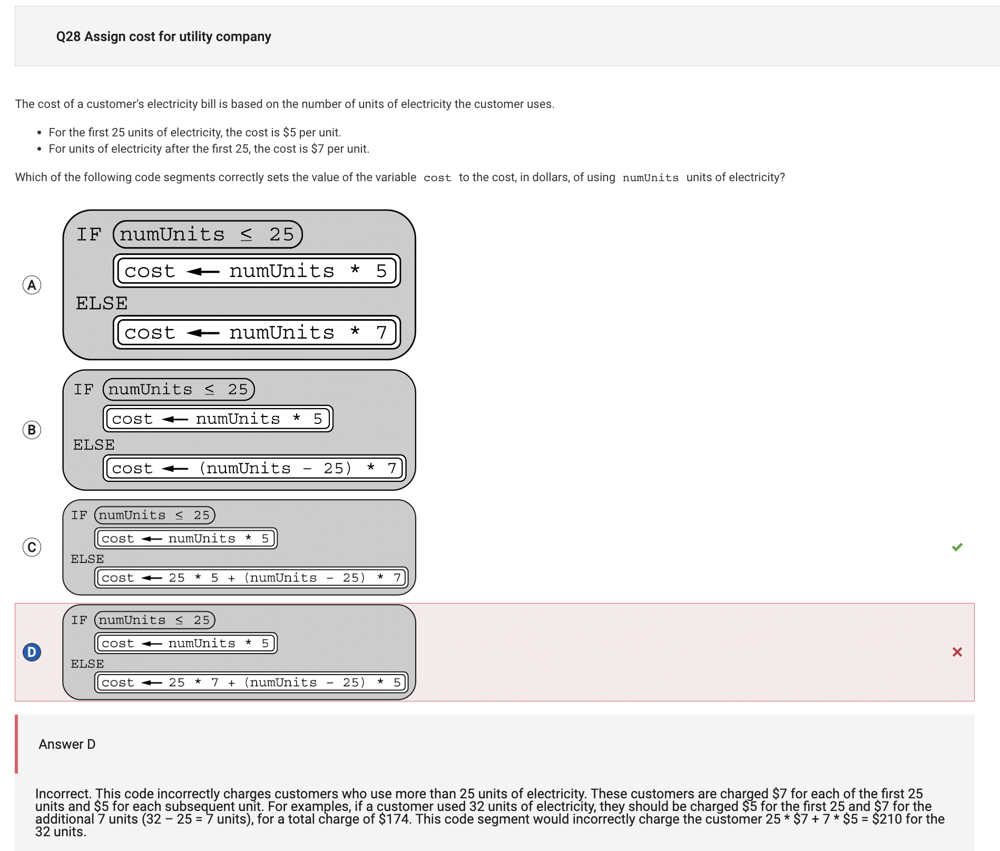 Q28 Assign cost for utility company
The cost of a customer’s electricity bill is based on the number of units of electricity the customer uses.
• For the first 25 units of electricity, the cost is $5 per unit.
• For units of electricity after the first 25, the cost is $7 per unit.
Which of the following code segments correctly sets the value of the variable cost to the cost, in dollars, of using numUnits units of electricity?
A
IF numUnits ≤ 25
cost ← numUnits * 5
ELSE
cost ← numUnits * 7
B
IF numUnits ≤ 25
cost ← numUnits * 5
ELSE
cost ← (numUnits - 25) * 7
C
IF numUnits ≤ 25
cost ← numUnits * 5
ELSE
cost ← 25 * 5 + (numUnits - 25) * 7
D
IF numUnits ≤ 25
cost ← numUnits * 5
ELSE
cost ← 25 * 7 + (numUnits - 25) * 5
Answer D
Incorrect. This code incorrectly charges customers who use more than 25 units of electricity. These customers are charged $7 for each of the first 25
units and $5 for each subsequent unit. For examples, if a customer used 32 units of electricity, they should be charged $5 for the first 25 and $7 for the
additional 7 units (32 – 25 = 7 units), for a total charge of $174. This code segment would incorrectly charge the customer 25 * $7 + 7 * $5 = $210 for the
32 units.